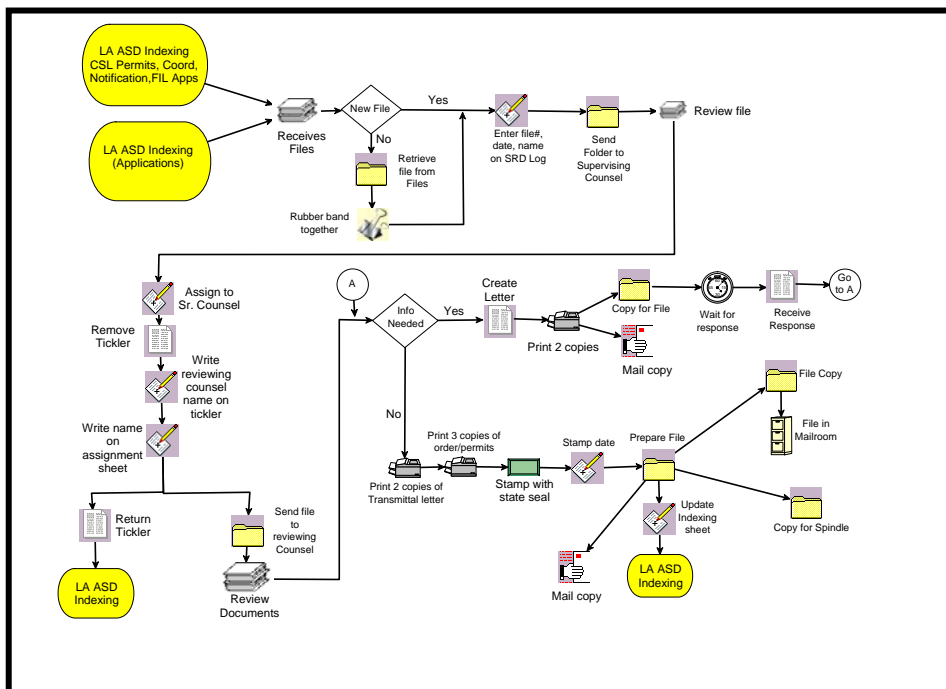 LA ASD Indexing
CSL Permits, Coord,
Notification,FIL Apps
LA ASD Indexing
(Applications)
Receives
Files
New File
Yes
No
Retrieve
file from
Files
Rubber band
together
Enter file#,
date, name
on SRD Log
Send
Folder to
Supervising
Counsel
Review file
Assign to
Sr. Counsel
Remove
Tickler
Write
reviewing
counsel
name on
tickler
Write name
on
assignment
sheet
Return
Tickler
LA ASD
Indexing
Send file
to
reviewing
Counsel
Review
Documents
A
Info
Needed
Yes
Create
Letter
Print 2 copies
Copy for File
Mail copy
Wait for
response
Receive
Response
Go
to A
No
Print 2 copies of
Transmittal letter
Print 3 copies of
order/permits
Stamp with
state seal
Stamp date
Prepare File
File Copy
File in
Mailroom
Copy for Spindle
Update
Indexing
sheet
LA ASD
Indexing
Mail copy